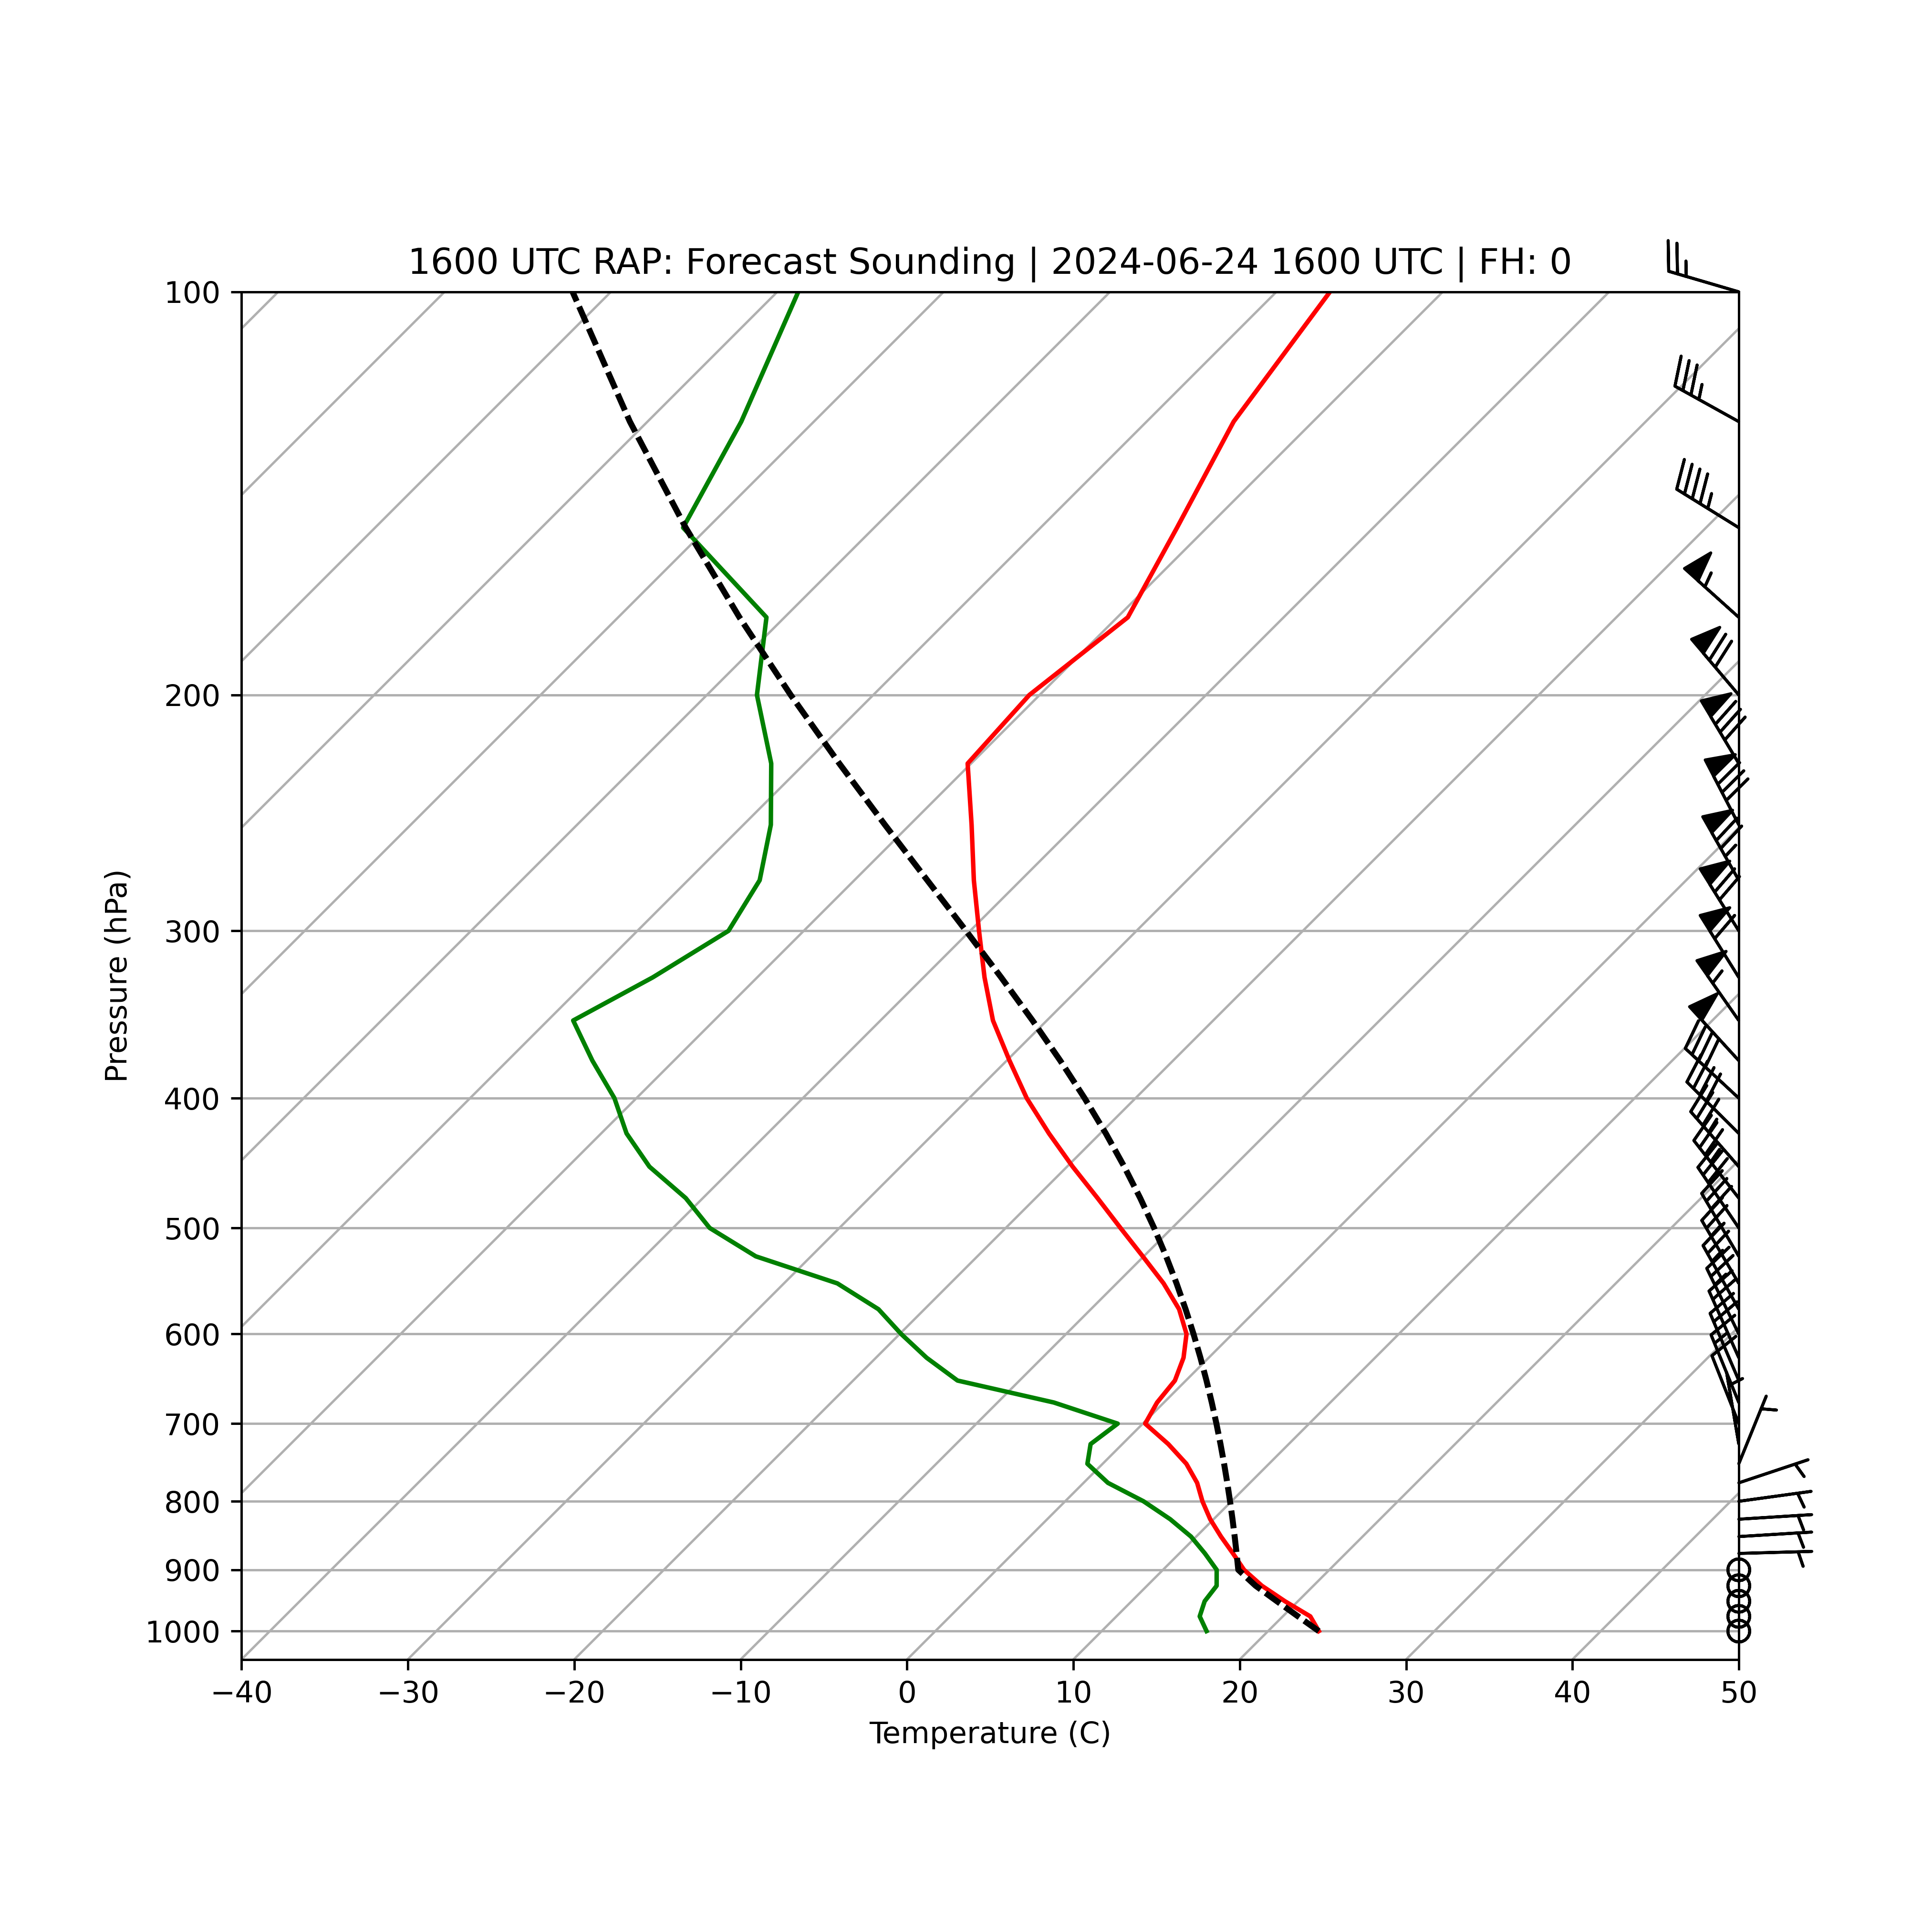 1600 UTC RAP: Forecast Sounding | 2024-06-24 1600 UTC | FH: 0
100
200
300
400
500
600
700
800
900
1000
Pressure (hPa)
−40 −30 −20 −10 0 10 20 30 40 50
Temperature (C)